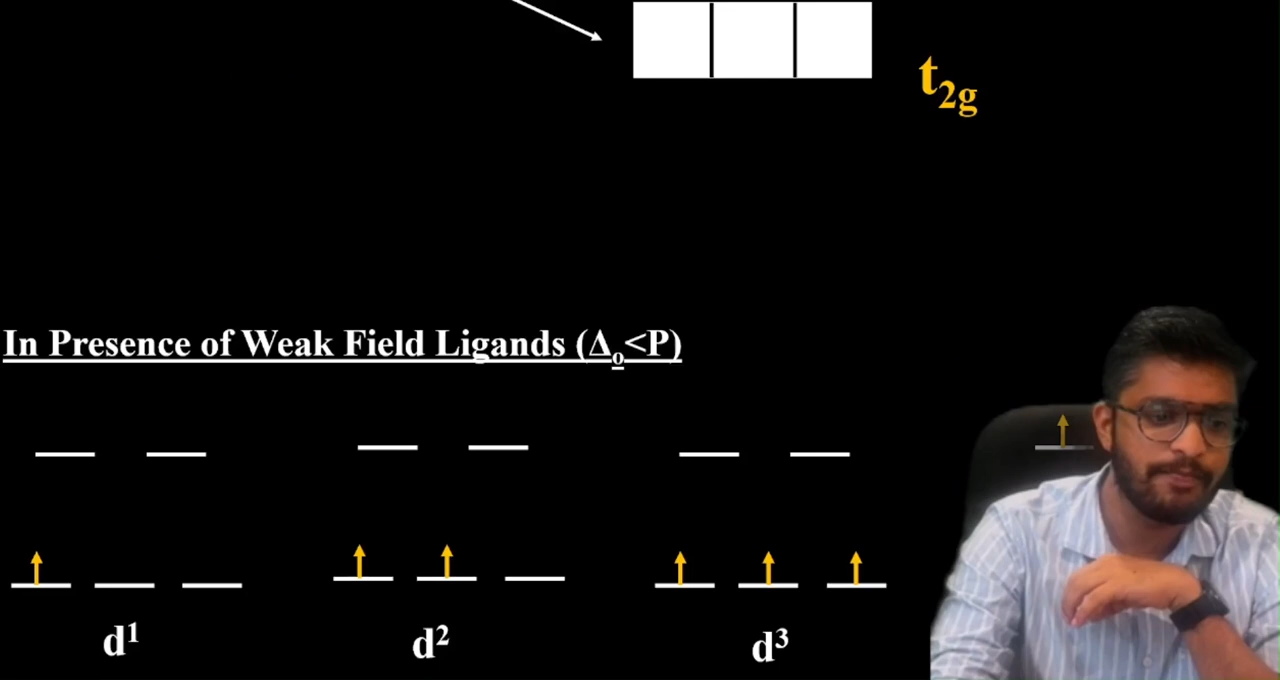 t₂g
In Presence of Weak Field Ligands (Δₒ<P)
d¹ d² d³